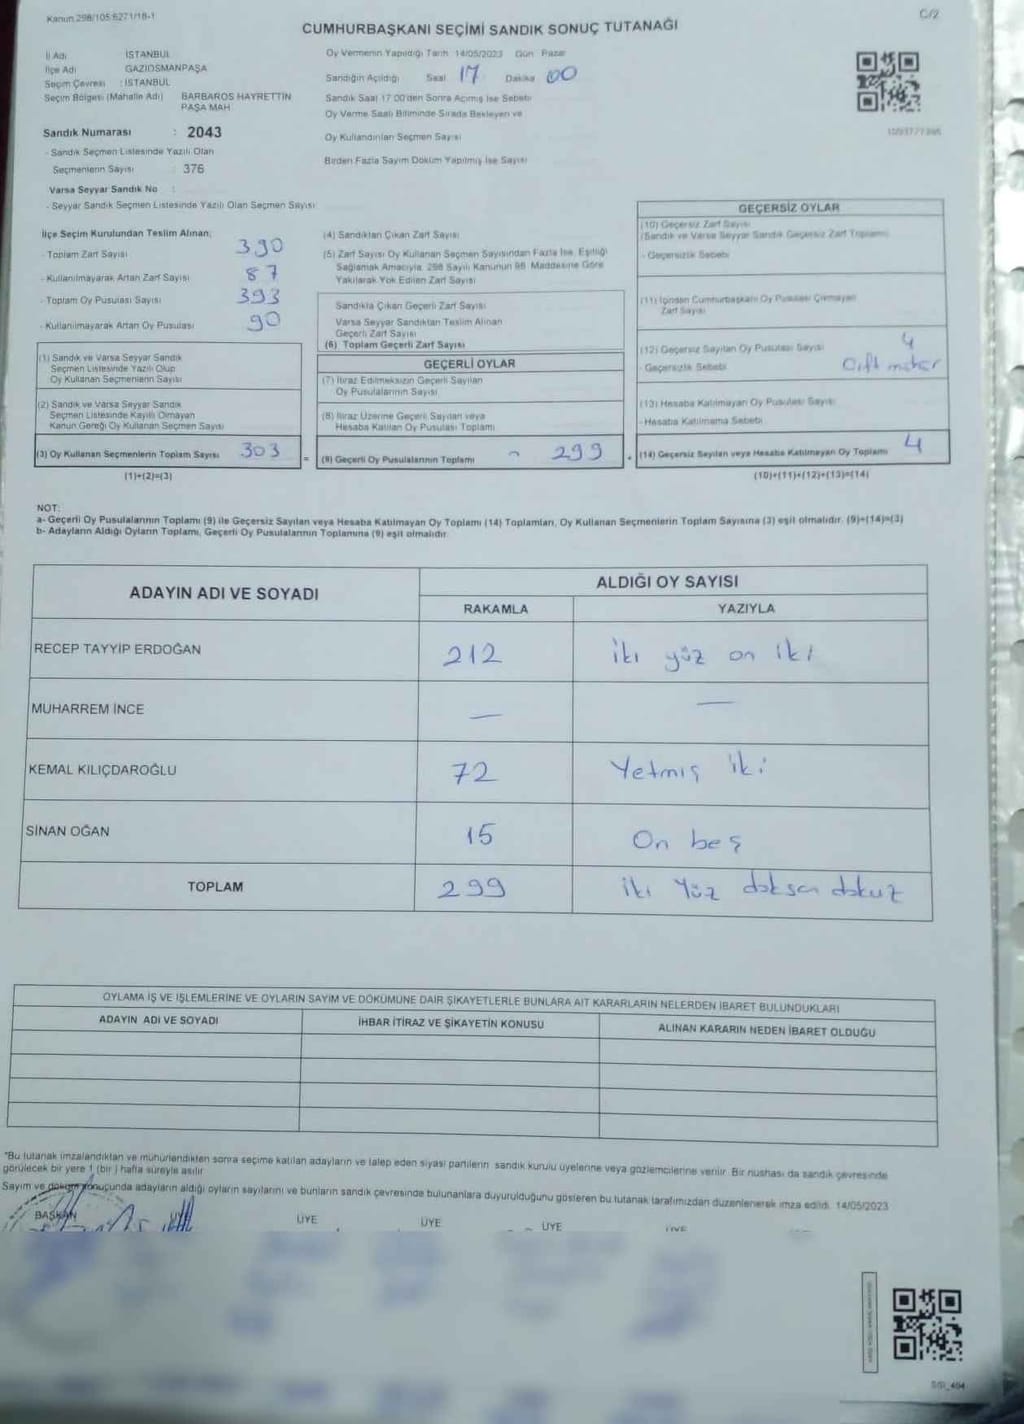 Kanun 298/105 6271/18-1
C/2
CUMHURBAŞKANI SEÇİMİ SANDIK SONUÇ TUTANAĞI
İl Adı İSTANBUL
İlçe Adı GAZİOSMANPAŞA
Seçim Çevresi : İSTANBUL
Seçim Bölgesi (Mahalle Adı) BARBAROS HAYRETTİN
PAŞA MAH.
Sandık Numarası : 2043
- Sandık Seçmen Listesinde Yazılı Olan
Seçmenlerin Sayısı 376
Varsa Seyyar Sandık No :
- Seyyar Sandık Seçmen Listesinde Yazılı Olan Seçmen Sayısı
Oy Vermenin Yapıldığı Tarih 14/05/2023 Gün Pazar
Sandığın Açıldığı Saat 17 Dakika 00
Sandık Saat 17:00'den Sonra Açılmış İse Sebebi
Oy Verme Saati Bitiminde Sırada Bekleyen ve
Oy Kullandırılan Seçmen Sayısı
Birden Fazla Sayım Döküm Yapılmış İse Sayısı
İlçe Seçim Kurulundan Teslim Alınan;
- Toplam Zarf Sayısı 390
- Kullanılmayarak Artan Zarf Sayısı 87
- Toplam Oy Pusulası Sayısı 393
- Kullanılmayarak Artan Oy Pusulası 90
(1) Sandık ve Varsa Seyyar Sandık
Seçmen Listesinde Yazılı Olup
Oy Kullanan Seçmenlerin Sayısı
(2) Sandık ve Varsa Seyyar Sandık
Seçmen Listesinde Kayıtlı Olmayan
Kanun Gereği Oy Kullanan Seçmen Sayısı
(3) Oy Kullanan Seçmenlerin Toplam Sayısı 303
(1)+(2)=(3)
(4) Sandıktan Çıkan Zarf Sayısı
(5) Zarf Sayısı Oy Kullanan Seçmen Sayısından Fazla İse, Eşitliği
Sağlamak Amacıyla, 298 Sayılı Kanunun 98. Maddesine Göre
Yakılarak Yok Edilen Zarf Sayısı
Sandıkta Çıkan Geçerli Zarf Sayısı
Varsa Seyyar Sandıktan Teslim Alınan
Geçerli Zarf Sayısı
(6) Toplam Geçerli Zarf Sayısı
GEÇERLİ OYLAR
(7) İtiraz Edilmeksizin Geçerli Sayılan
Oy Pusulalarının Sayısı
(8) İtiraz Üzerine Geçerli Sayılan veya
Hesaba Katılan Oy Pusulası Toplamı
= (9) Geçerli Oy Pusulalarının Toplamı 299
GEÇERSİZ OYLAR
(10) Geçersiz Zarf Sayısı
(Sandık ve Varsa Seyyar Sandık Geçersiz Zarf Toplamı)
- Geçersizlik Sebebi
(11) İçinden Cumhurbaşkanı Oy Pusulası Çıkmayan
Zarf Sayısı
(12) Geçersiz Sayılan Oy Pusulası Sayısı 4
- Geçersizlik Sebebi Çift mühür
(13) Hesaba Katılmayan Oy Pusulası Sayısı
- Hesaba Katılmama Sebebi
+ (14) Geçersiz Sayılan veya Hesaba Katılmayan Oy Toplamı 4
(10)+(11)+(12)+(13)=(14)
NOT:
a- Geçerli Oy Pusulalarının Toplamı (9) ile Geçersiz Sayılan veya Hesaba Katılmayan Oy Toplamı (14) Toplamları, Oy Kullanan Seçmenlerin Toplam Sayısına (3) eşit olmalıdır. (9)+(14)=(3)
b- Adayların Aldığı Oyların Toplamı, Geçerli Oy Pusulalarının Toplamına (9) eşit olmalıdır.
ADAYIN ADI VE SOYADI
ALDIĞI OY SAYISI
RAKAMLA YAZIYLA
RECEP TAYYİP ERDOĞAN 212 iki yüz on iki
MUHARREM İNCE — —
KEMAL KILIÇDAROĞLU 72 Yetmiş iki
SİNAN OĞAN 15 On beş
TOPLAM 299 iki Yüz doksan dokuz
OYLAMA İŞ VE İŞLEMLERİNE VE OYLARIN SAYIM VE DÖKÜMÜNE DAİR ŞİKAYETLERLE BUNLARA AİT KARARLARIN NELERDEN İBARET BULUNDUKLARI
ADAYIN ADI VE SOYADI İHBAR İTİRAZ VE ŞİKAYETİN KONUSU ALINAN KARARIN NEDEN İBARET OLDUĞU
*Bu tutanak imzalandıktan ve mühürlendikten sonra seçime katılan adayların ve talep eden siyasi partilerin sandık kurulu üyelerine veya gözlemcilerine verilir. Bir nüshası da sandık çevresinde
görülecek bir yere 1 (bir ) hafta süreyle asılır.
Sayım ve döküm sonuçunda adayların aldığı oyların sayılarını ve bunların sandık çevresinde bulunanlara duyurulduğunu gösteren bu tutanak tarafımızdan düzenlenerek imza edildi. 14/05/2023
BAŞKAN ÜYE ÜYE ÜYE ÜYE